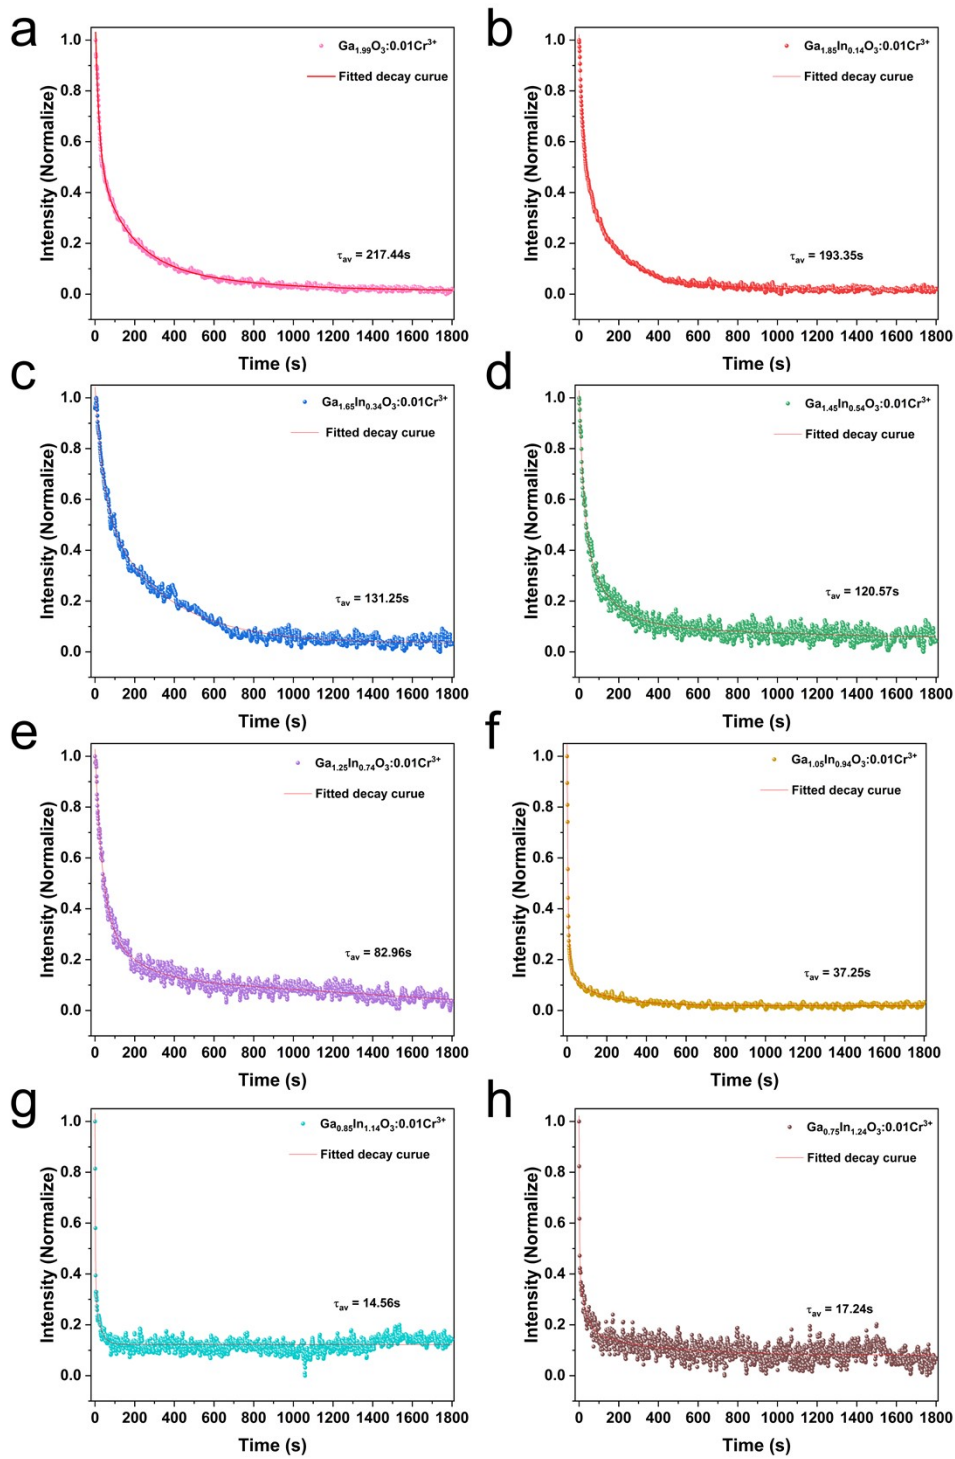 a
Ga1.99O3:0.01Cr3+
Fitted decay curue
τav = 217.44s
Intensity (Normalize)
1.0
0.8
0.6
0.4
0.2
0.0
0 200 400 600 800 1000 1200 1400 1600 1800
Time (s)
b
Ga1.85In0.14O3:0.01Cr3+
Fitted decay curue
τav = 193.35s
Intensity (Normalize)
1.0
0.8
0.6
0.4
0.2
0.0
0 200 400 600 800 1000 1200 1400 1600 1800
Time (s)
c
Ga1.65In0.34O3:0.01Cr3+
Fitted decay curue
τav = 131.25s
Intensity (Normalize)
1.0
0.8
0.6
0.4
0.2
0.0
0 200 400 600 800 1000 1200 1400 1600 1800
Time (s)
d
Ga1.45In0.54O3:0.01Cr3+
Fitted decay curue
τav = 120.57s
Intensity (Normalize)
1.0
0.8
0.6
0.4
0.2
0.0
0 200 400 600 800 1000 1200 1400 1600 1800
Time (s)
e
Ga1.25In0.74O3:0.01Cr3+
Fitted decay curue
τav = 82.96s
Intensity (Normalize)
1.0
0.8
0.6
0.4
0.2
0.0
0 200 400 600 800 1000 1200 1400 1600 1800
Time (s)
f
Ga1.05In0.94O3:0.01Cr3+
Fitted decay curue
τav = 37.25s
Intensity (Normalize)
1.0
0.8
0.6
0.4
0.2
0.0
0 200 400 600 800 1000 1200 1400 1600 1800
Time (s)
g
Ga0.85In1.14O3:0.01Cr3+
Fitted decay curue
τav = 14.56s
Intensity (Normalize)
1.0
0.8
0.6
0.4
0.2
0.0
0 200 400 600 800 1000 1200 1400 1600 1800
Time (s)
h
Ga0.75In1.24O3:0.01Cr3+
Fitted decay curue
τav = 17.24s
Intensity (Normalize)
1.0
0.8
0.6
0.4
0.2
0.0
0 200 400 600 800 1000 1200 1400 1600 1800
Time (s)